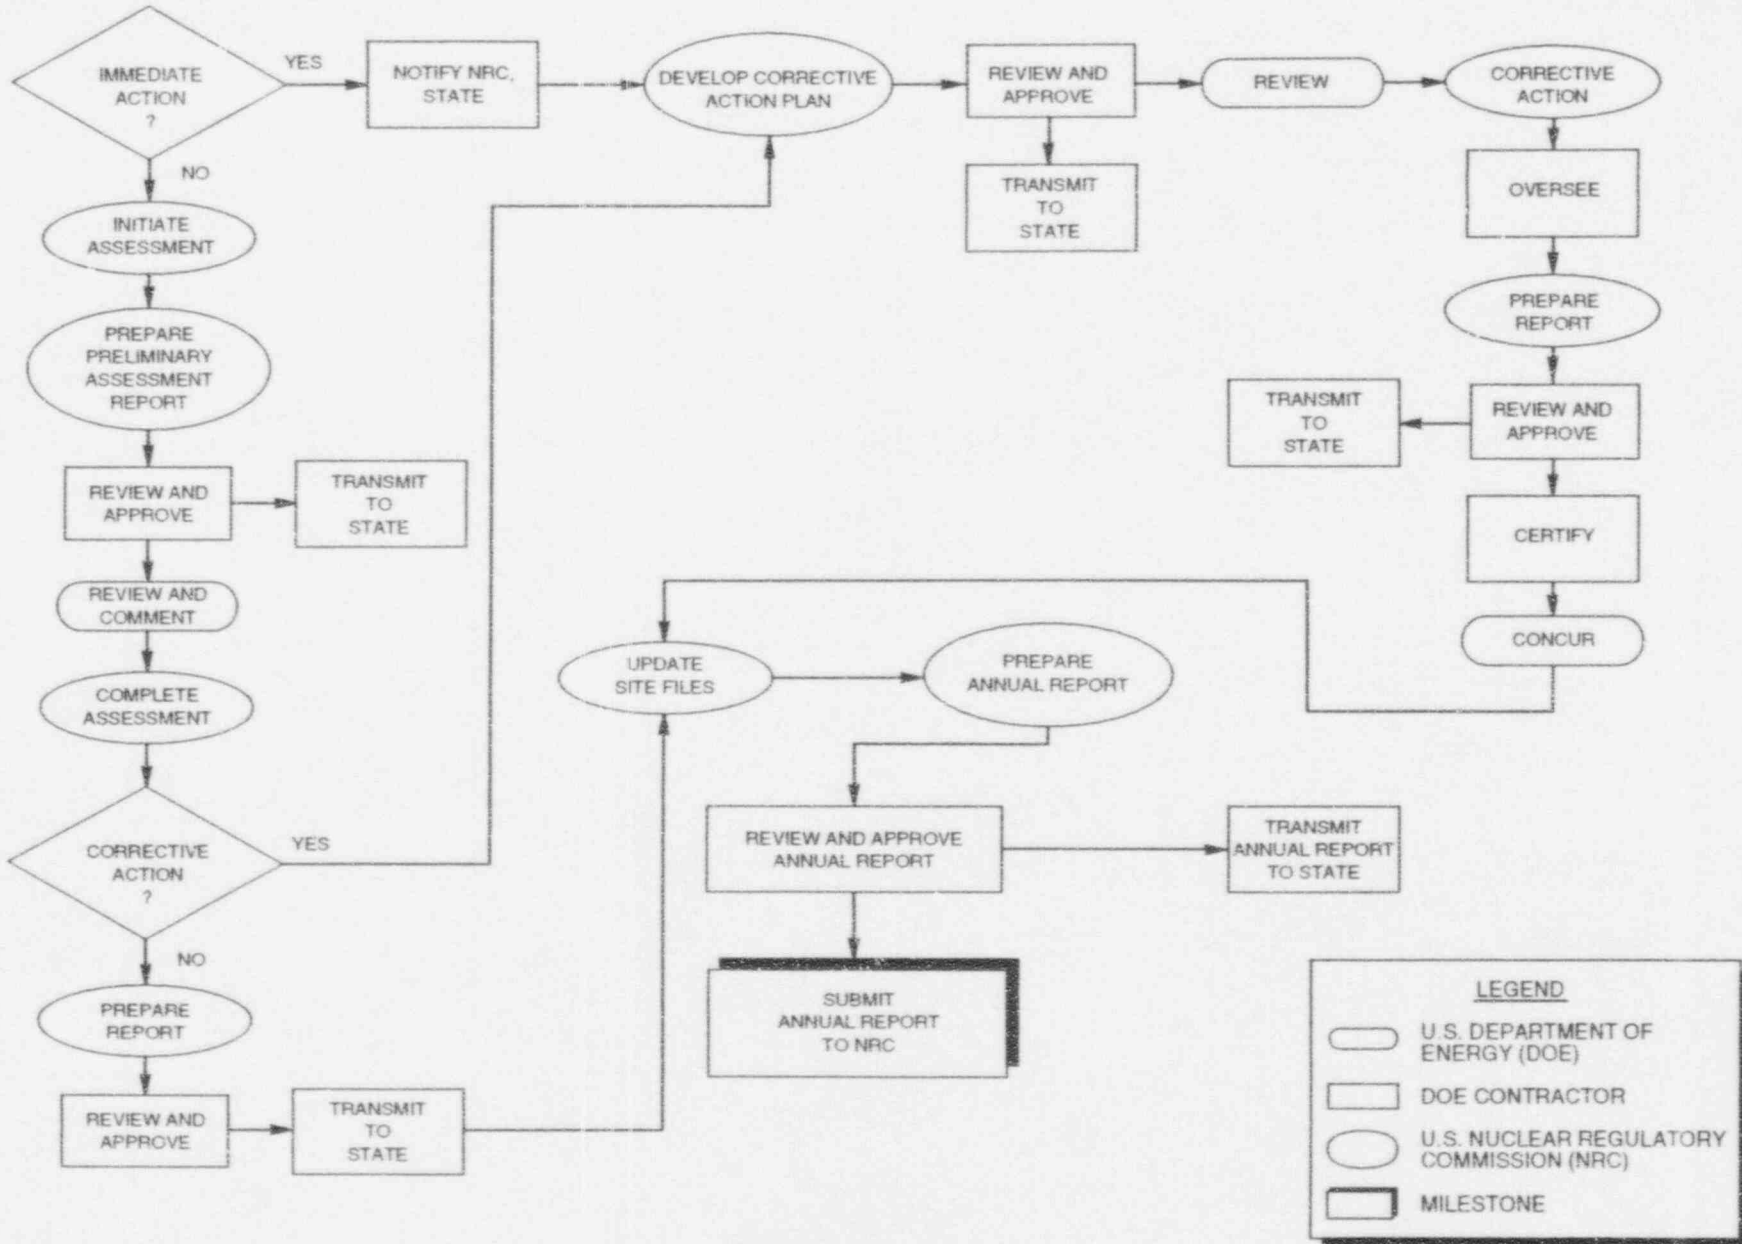 IMMEDIATE
ACTION
?
YES
NOTIFY NRC,
STATE
DEVELOP CORRECTIVE
ACTION PLAN
REVIEW AND
APPROVE
REVIEW
CORRECTIVE
ACTION
NO
TRANSMIT
TO
STATE
OVERSEE
INITIATE
ASSESSMENT
PREPARE
REPORT
PREPARE
PRELIMINARY
ASSESSMENT
REPORT
TRANSMIT
TO
STATE
REVIEW AND
APPROVE
REVIEW AND
APPROVE
TRANSMIT
TO
STATE
CERTIFY
REVIEW AND
COMMENT
CONCUR
UPDATE
SITE FILES
PREPARE
ANNUAL REPORT
COMPLETE
ASSESSMENT
CORRECTIVE
ACTION
?
YES
REVIEW AND APPROVE
ANNUAL REPORT
TRANSMIT
ANNUAL REPORT
TO STATE
NO
PREPARE
REPORT
SUBMIT
ANNUAL REPORT
TO NRC
REVIEW AND
APPROVE
TRANSMIT
TO
STATE
LEGEND
U.S. DEPARTMENT OF
ENERGY (DOE)
DOE CONTRACTOR
U.S. NUCLEAR REGULATORY
COMMISSION (NRC)
MILESTONE